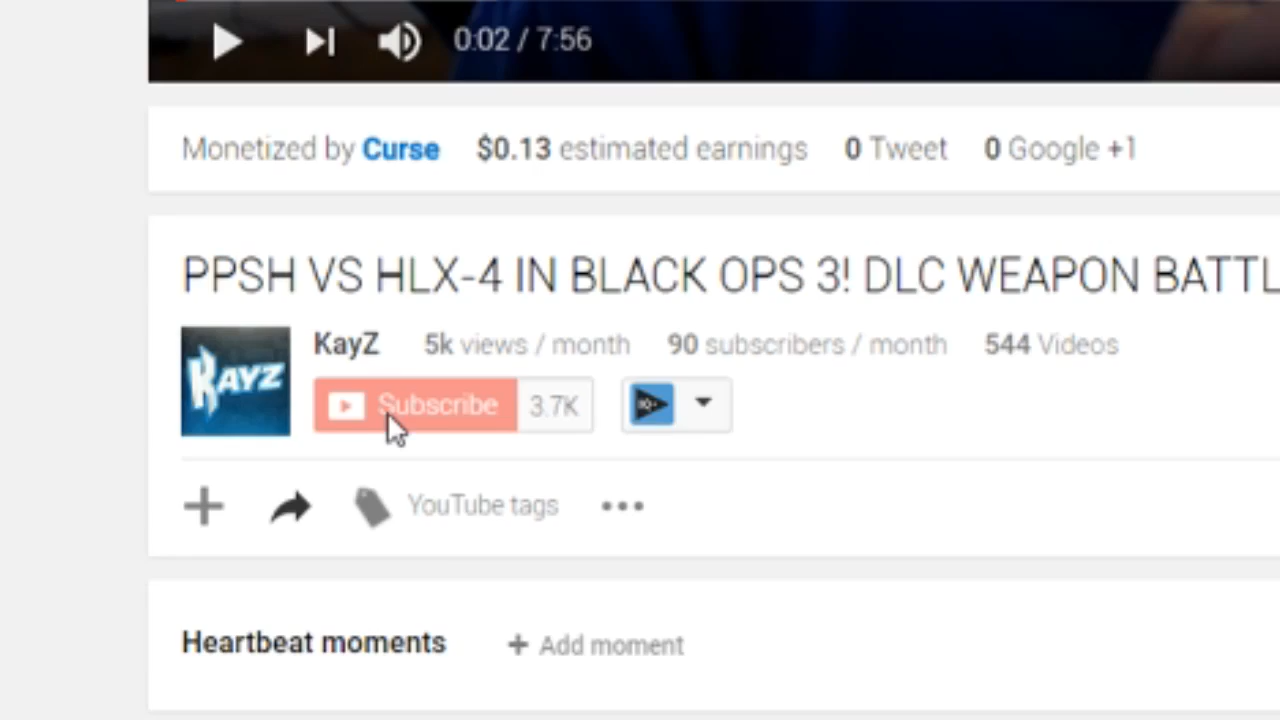 0:02 / 7:56
Monetized by Curse $0.13 estimated earnings 0 Tweet 0 Google +1
PPSH VS HLX-4 IN BLACK OPS 3! DLC WEAPON BATTL
KAYZ
KayZ 5k views / month 90 subscribers / month 544 Videos
Subscribe 3.7K
YouTube tags
Heartbeat moments + Add moment